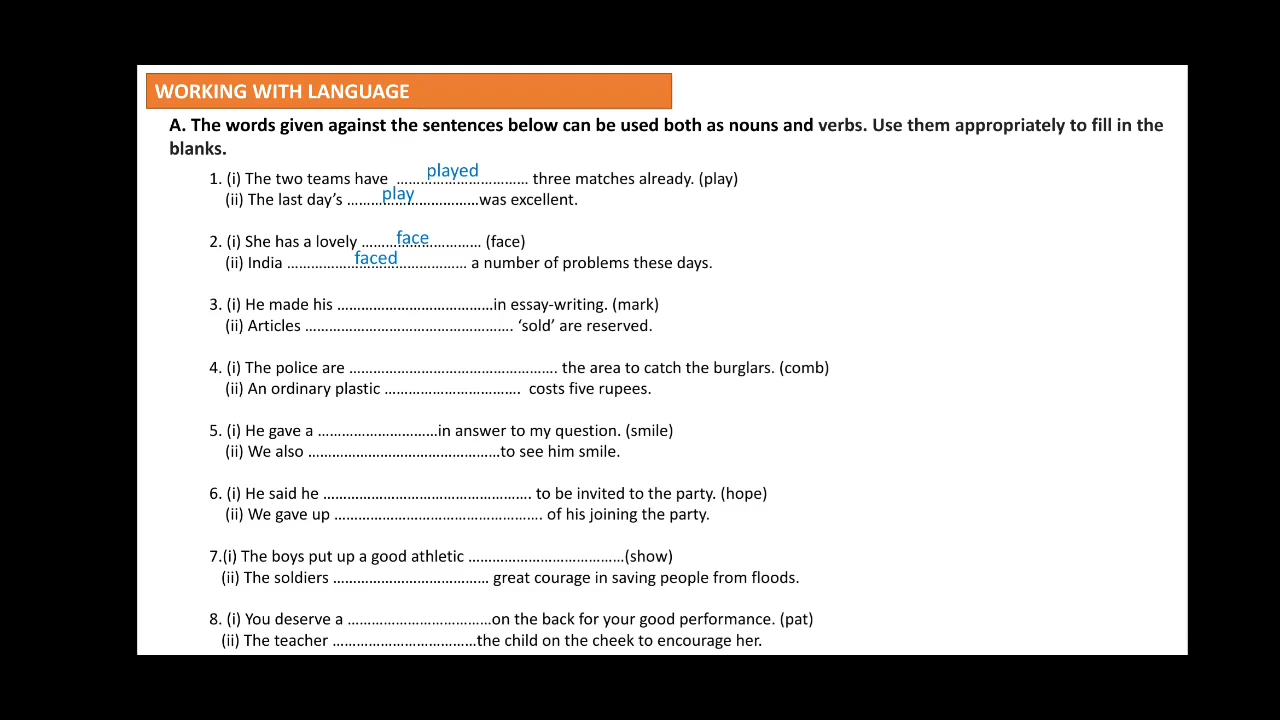 WORKING WITH LANGUAGE
A. The words given against the sentences below can be used both as nouns and verbs. Use them appropriately to fill in the
blanks.
1. (i) The two teams have played…………………………… three matches already. (play)
(ii) The last day’s play……………………………was excellent.
2. (i) She has a lovely face………………………… (face)
(ii) India faced……………………………………… a number of problems these days.
3. (i) He made his …………………………………in essay-writing. (mark)
(ii) Articles ……………………………………………. ‘sold’ are reserved.
4. (i) The police are ……………………………………………. the area to catch the burglars. (comb)
(ii) An ordinary plastic ……………………………. costs five rupees.
5. (i) He gave a …………………………in answer to my question. (smile)
(ii) We also …………………………………………to see him smile.
6. (i) He said he ……………………………………………. to be invited to the party. (hope)
(ii) We gave up ……………………………………………. of his joining the party.
7.(i) The boys put up a good athletic …………………………………(show)
(ii) The soldiers ………………………………… great courage in saving people from floods.
8. (i) You deserve a ………………………………on the back for your good performance. (pat)
(ii) The teacher ………………………………the child on the cheek to encourage her.